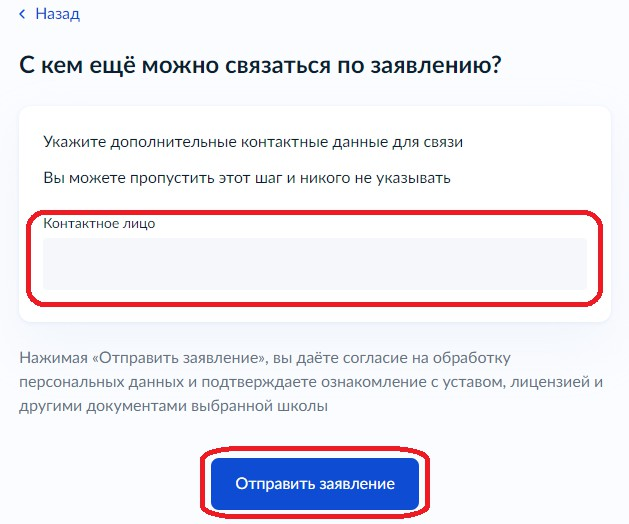 Назад
С кем ещё можно связаться по заявлению?
Укажите дополнительные контактные данные для связи
Вы можете пропустить этот шаг и никого не указывать
Контактное лицо
Нажимая «Отправить заявление», вы даёте согласие на обработку
персональных данных и подтверждаете ознакомление с уставом, лицензией и
другими документами выбранной школы
Отправить заявление